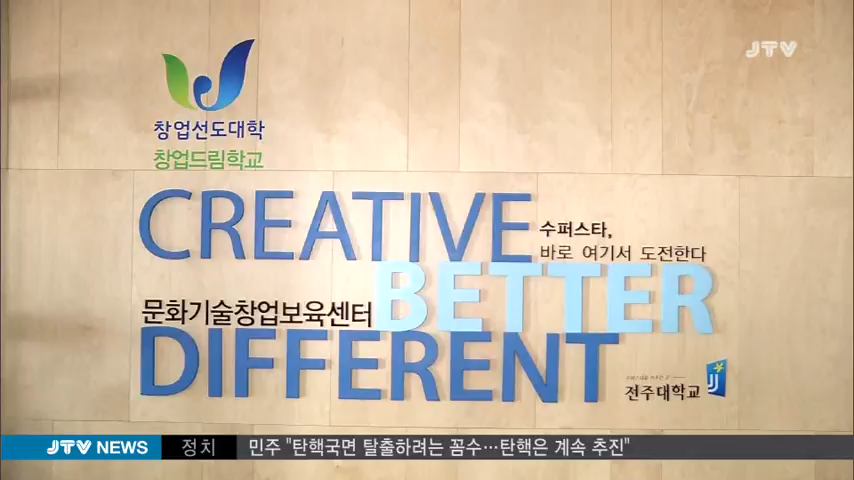 JTV
창업선도대학
창업드림학교
CREATIVE
수퍼스타,
바로 여기서 도전한다
BETTER
문화기술창업보육센터
DIFFERENT
전주대학교
JTV NEWS
정치
민주 "탄핵국면 탈출하려는 꼼수…탄핵은 계속 추진"